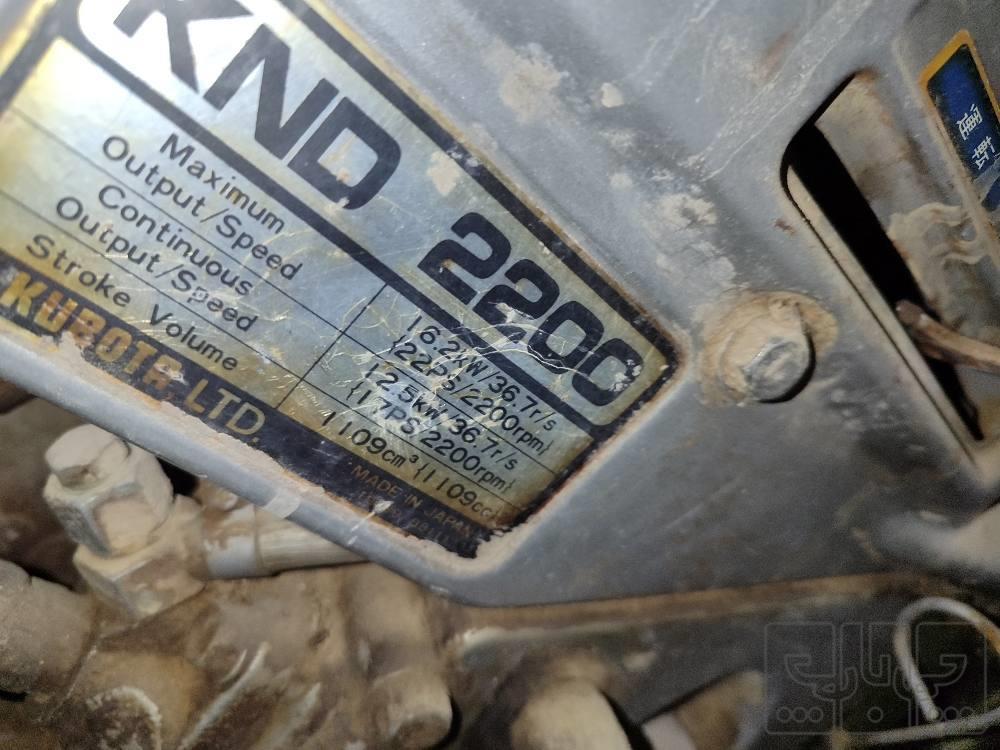 KND 2200
Maximum
Output/Speed
16.2kW/36.7r/s
{22PS/2200rpm}
Continuous
Output/Speed
12.5kW/36.7r/s
{17PS/2200rpm}
Stroke Volume
1109cm³{1109cc}
KUBOTA, LTD.
MADE IN JAPAN